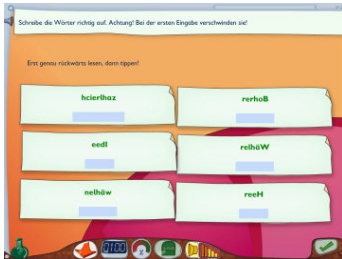 Schreibe die Wörter richtig auf. Achtung! Bei der ersten Eingabe verschwinden sie!
Erst genau rückwärts lesen, dann tippen!
hcierlhaz
rerhoB
eedI
relhäW
nelhäw
reeH